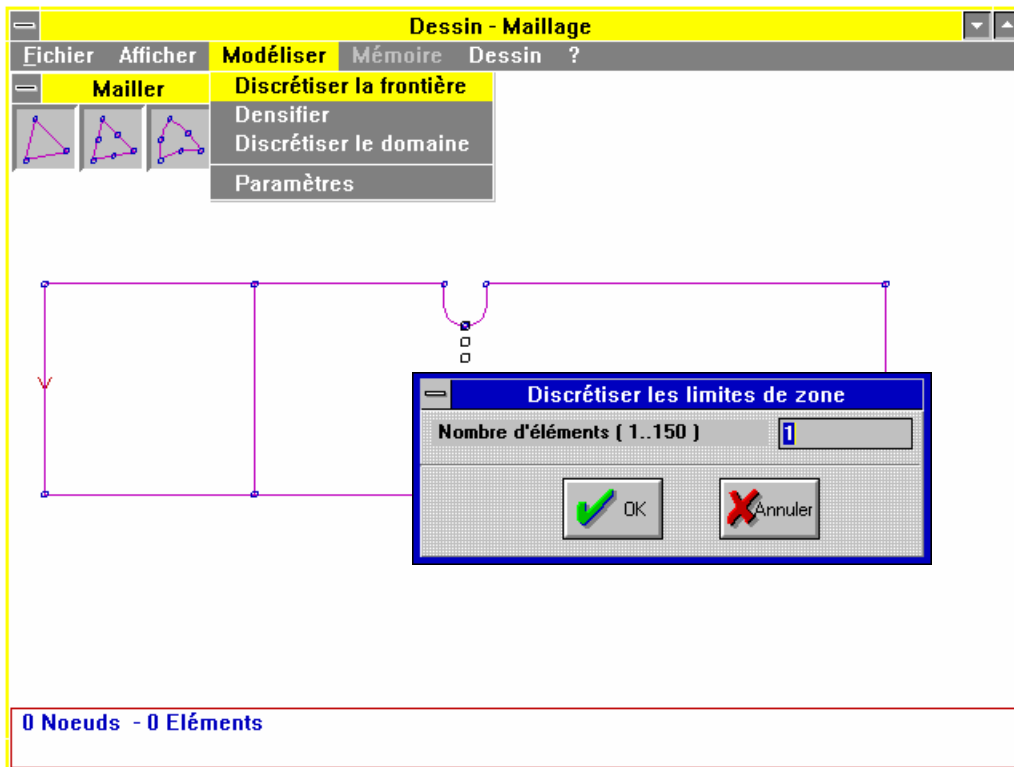 Dessin - Maillage
Fichier Afficher Modéliser Mémoire Dessin ?
Mailler
Discrétiser la frontière
Densifier
Discrétiser le domaine
Paramètres
Discrétiser les limites de zone
Nombre d'éléments ( 1..150 ) 1
OK Annuler
0 Noeuds - 0 Eléments